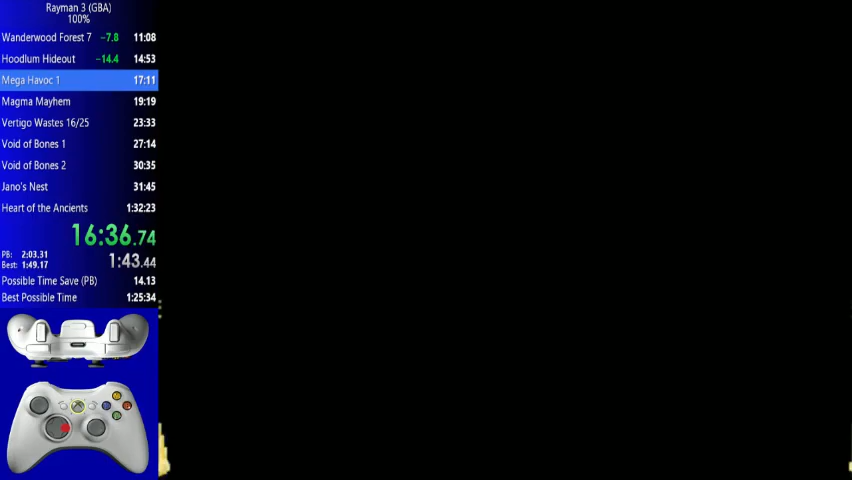 Rayman 3 (GBA)
100%
Wanderwood Forest 7 −7.8 11:08
Hoodlum Hideout −14.4 14:53
Mega Havoc 1 17:11
Magma Mayhem 19:19
Vertigo Wastes 16/25 23:33
Void of Bones 1 27:14
Void of Bones 2 30:35
Jano's Nest 31:45
Heart of the Ancients 1:32:23
16:36.74
PB: 2:03.31
Best: 1:49.17 1:43.44
Possible Time Save (PB) 14.13
Best Possible Time 1:25:34